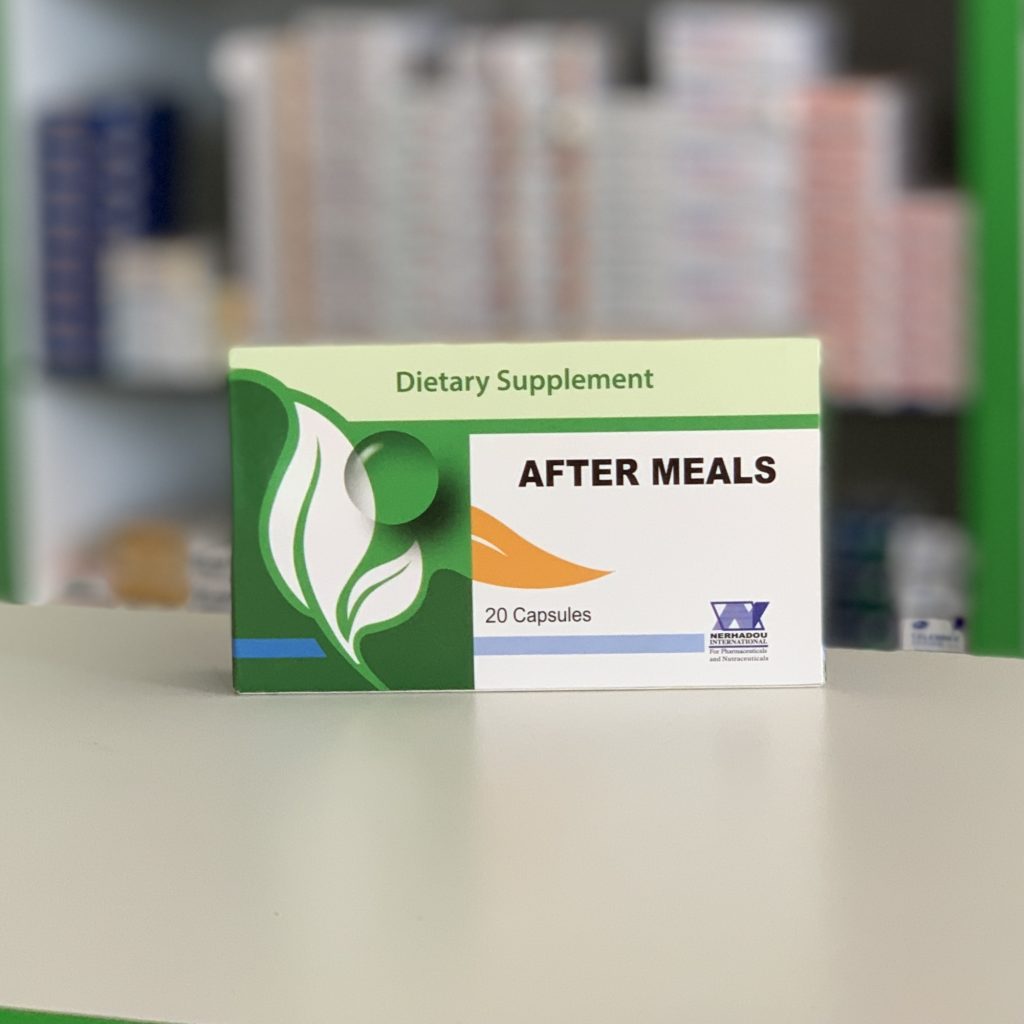 Dietary Supplement
AFTER MEALS
20 Capsules
NERHADOU
INTERNATIONAL
For Pharmaceuticals
and Nutraceuticals